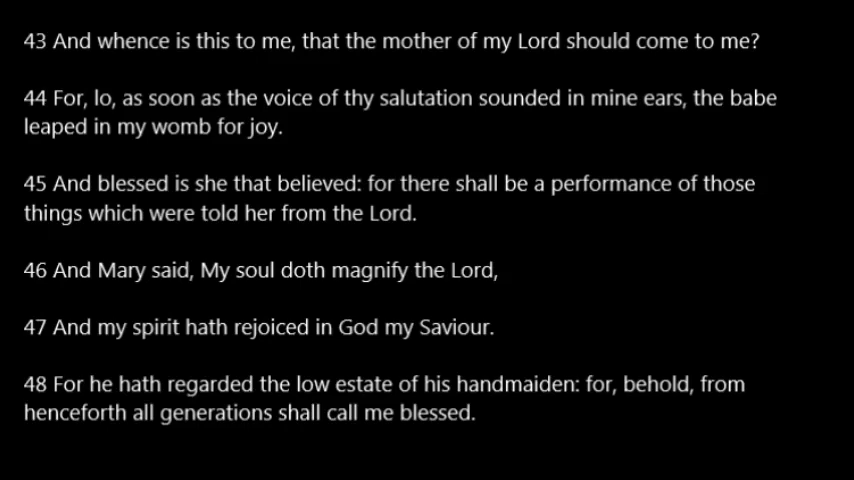 43 And whence is this to me, that the mother of my Lord should come to me?
44 For, lo, as soon as the voice of thy salutation sounded in mine ears, the babe
leaped in my womb for joy.
45 And blessed is she that believed: for there shall be a performance of those
things which were told her from the Lord.
46 And Mary said, My soul doth magnify the Lord,
47 And my spirit hath rejoiced in God my Saviour.
48 For he hath regarded the low estate of his handmaiden: for, behold, from
henceforth all generations shall call me blessed.